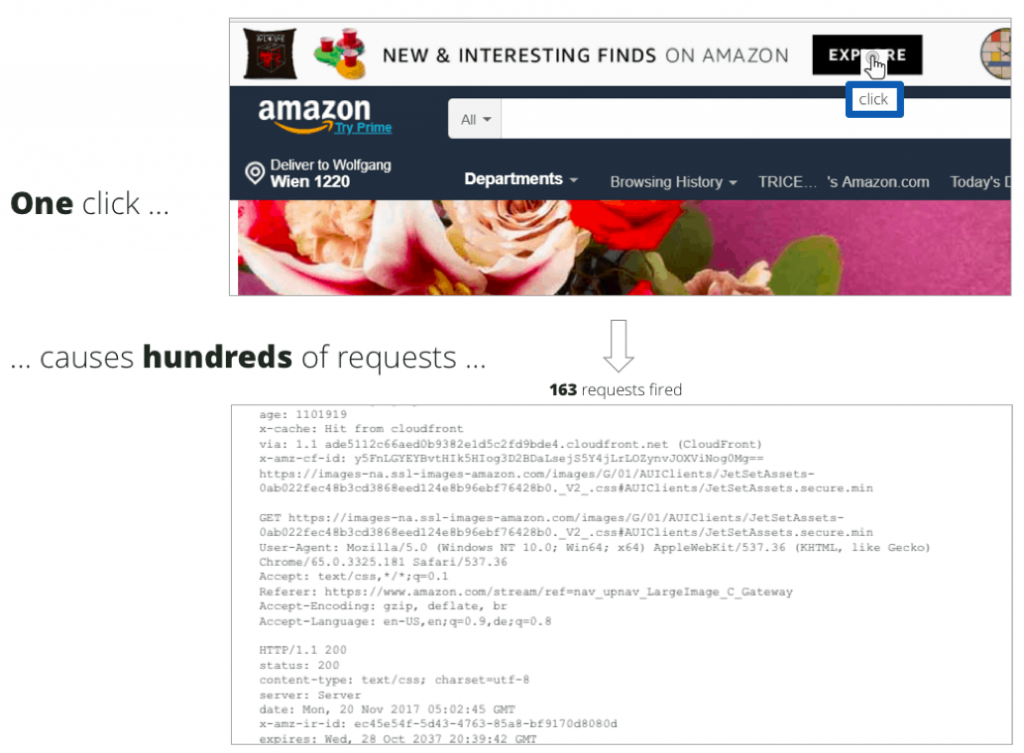 NEW & INTERESTING FINDS ON AMAZON
EXPRE
click
amazon
Try Prime
All
Deliver to Wolfgang
Wien 1220
Departments
Browsing History
TRICE... 's Amazon.com
Today's D
One click ...
... causes hundreds of requests ...
163 requests fired
age: 1101919
x-cache: Hit from cloudfront
via: 1.1 ade5112c66aed0b9382e1d5c2fd9bde4.cloudfront.net (CloudFront)
x-amz-cf-id: y5FnLGYEYBvtHIk5HIog3D2BDaLsejS5Y4jLrLOZynvJOXViNog0Mg==
https://images-na.ssl-images-amazon.com/images/G/01/AUIClients/JetSetAssets-
0ab022fec48b3cd3868eed124e8b96ebf76428b0._V2_.css#AUIClients/JetSetAssets.secure.min
GET https://images-na.ssl-images-amazon.com/images/G/01/AUIClients/JetSetAssets-
0ab022fec48b3cd3868eed124e8b96ebf76428b0._V2_.css#AUIClients/JetSetAssets.secure.min
User-Agent: Mozilla/5.0 (Windows NT 10.0; Win64; x64) AppleWebKit/537.36 (KHTML, like Gecko)
Chrome/65.0.3325.181 Safari/537.36
Accept: text/css,*/*;q=0.1
Referer: https://www.amazon.com/stream/ref=nav_upnav_LargeImage_C_Gateway
Accept-Encoding: gzip, deflate, br
Accept-Language: en-US,en;q=0.9,de;q=0.8
HTTP/1.1 200
status: 200
content-type: text/css; charset=utf-8
server: Server
date: Mon, 20 Nov 2017 05:02:45 GMT
x-amz-ir-id: ec45e54f-5d43-4763-85a8-bf9170d8080d
expires: Wed, 28 Oct 2037 20:39:42 GMT